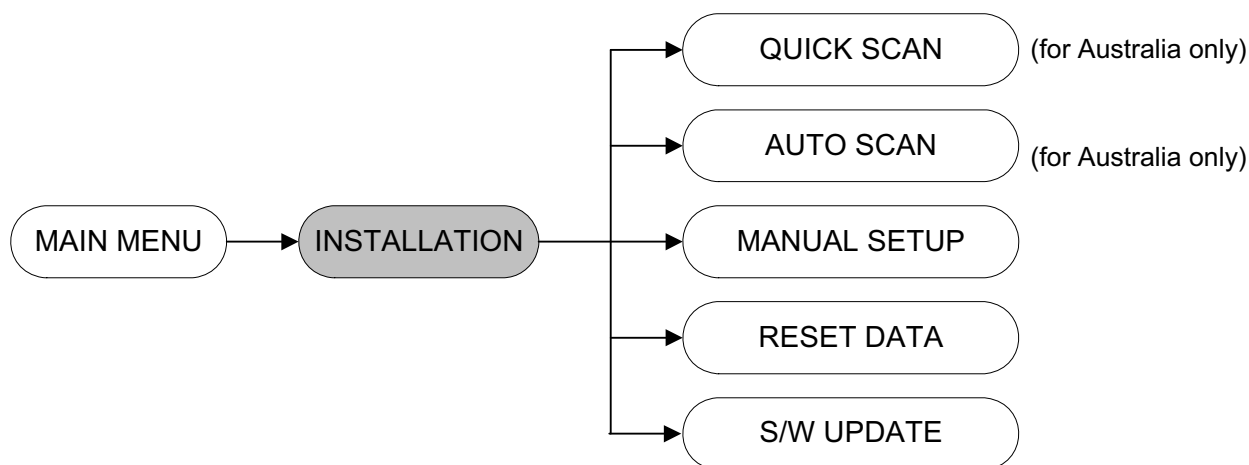 QUICK SCAN (for Australia only)
AUTO SCAN (for Australia only)
MAIN MENU INSTALLATION MANUAL SETUP
RESET DATA
S/W UPDATE